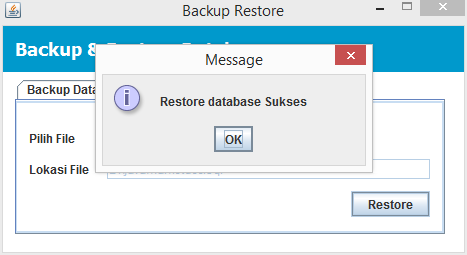 Backup Restore
Backup &
Message
Backup Data
Restore database Sukses
OK
Pilih File
Lokasi File
Restore